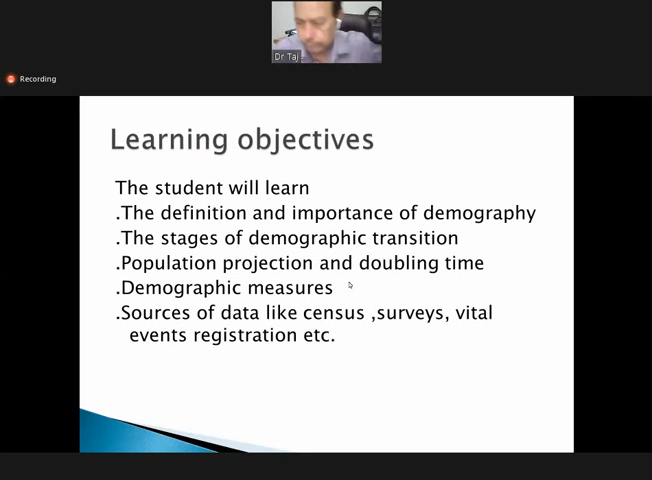 Dr Taj
Recording
Learning objectives
The student will learn
.The definition and importance of demography
.The stages of demographic transition
.Population projection and doubling time
.Demographic measures
.Sources of data like census ,surveys, vital
events registration etc.